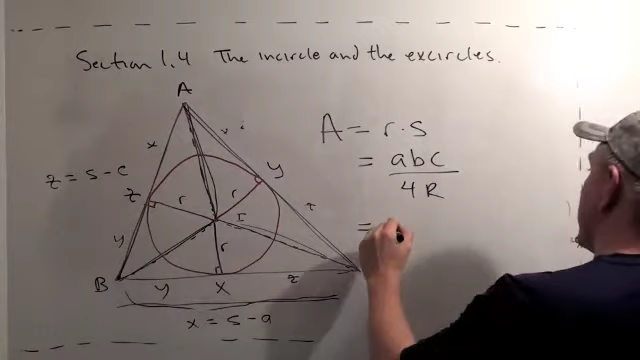 Section 1.4 The incircle and the excircles.
A
A = r·s
x
y
= abc
4R
z = s - c
z
r
r
z
I
=
y
r
B
y
X
z
x = s - a